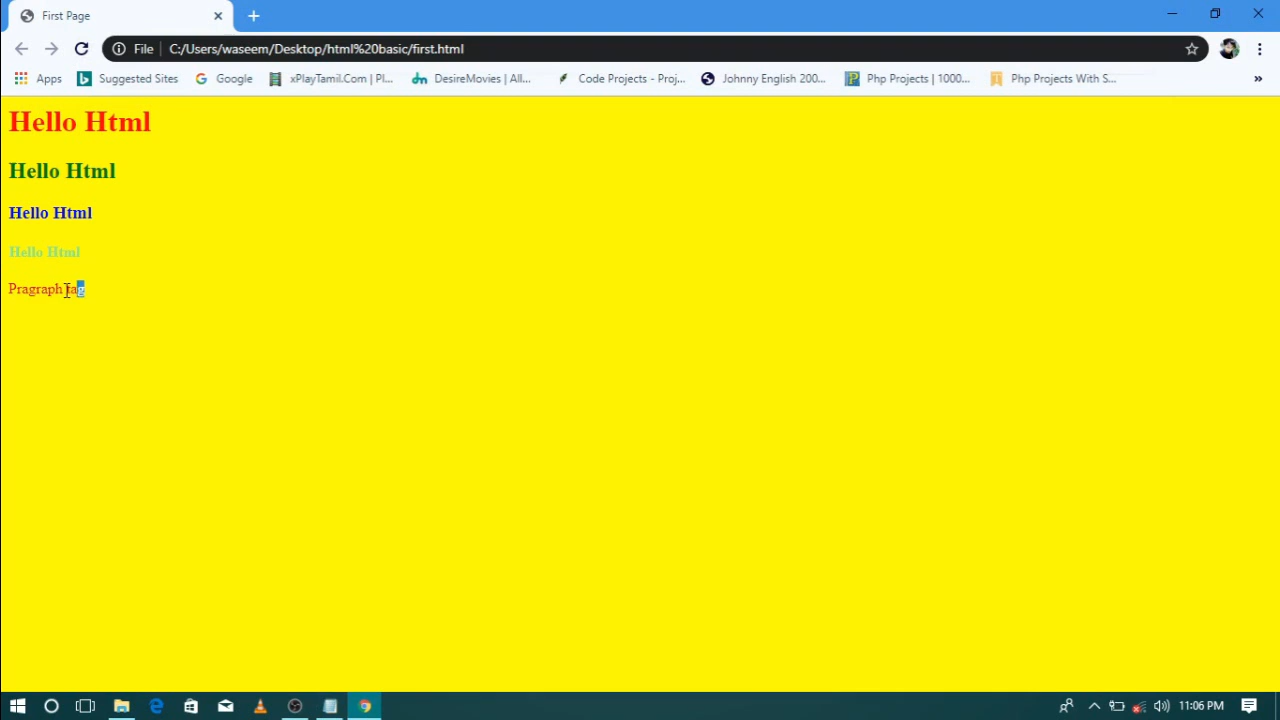 First Page
File C:/Users/waseem/Desktop/html%20basic/first.html
Apps Suggested Sites Google xPlayTamil.Com | Pl... DesireMovies | All... Code Projects - Proj... Johnny English 200... Php Projects | 1000... Php Projects With S... »
Hello Html
Hello Html
Hello Html
Hello Html
Pragraph tag
11:06 PM